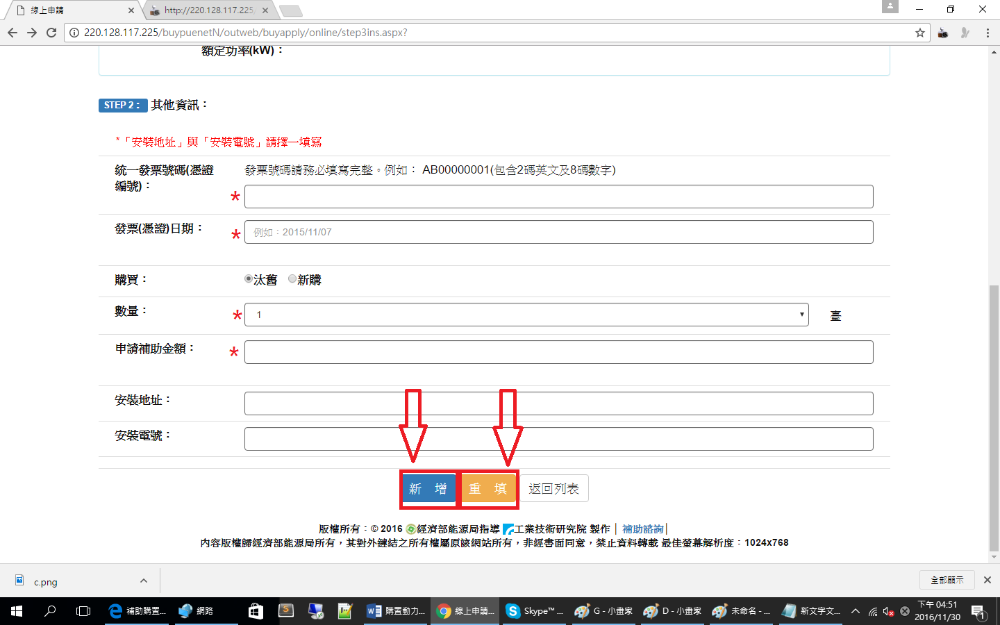 線上申請
http://220.128.117.225/
220.128.117.225/buypuenetN/outweb/buyapply/online/step3ins.aspx?
額定功率(kW)：
STEP 2： 其他資訊：
*「安裝地址」與「安裝電號」請擇一填寫
統一發票號碼(憑證
編號)：
發票號碼請務必填寫完整。例如： AB00000001(包含2碼英文及8碼數字)
*
發票(憑證)日期：
*
例如：2015/11/07
購買：
汰舊 新購
數量：
* 1 臺
申請補助金額：
*
安裝地址：
安裝電號：
新 增 重 填 返回列表
版權所有：© 2016 經濟部能源局指導 工業技術研究院 製作 | 補助諮詢|
內容版權歸經濟部能源局所有，其對外鏈結之所有權屬原該網站所有，非經書面同意，禁止資料轉載 最佳螢幕解析度：1024x768
c.png
全部顯示
補助購置...
網路
購置動力...
線上申請...
Skype™ -...
G - 小畫家
D - 小畫家
未命名 - ...
新文字文...
下午 04:51
2016/11/30
1